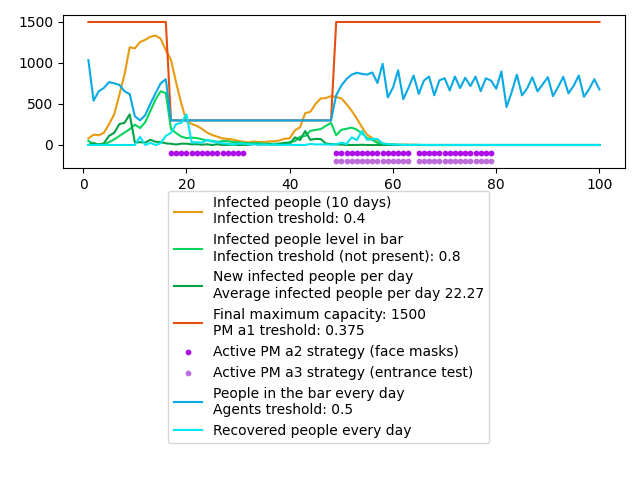 1500
1000
500
0
0 20 40 60 80 100
Infected people (10 days)
Infection treshold: 0.4
Infected people level in bar
Infection treshold (not present): 0.8
New infected people per day
Average infected people per day 22.27
Final maximum capacity: 1500
PM a1 treshold: 0.375
Active PM a2 strategy (face masks)
Active PM a3 strategy (entrance test)
People in the bar every day
Agents treshold: 0.5
Recovered people every day